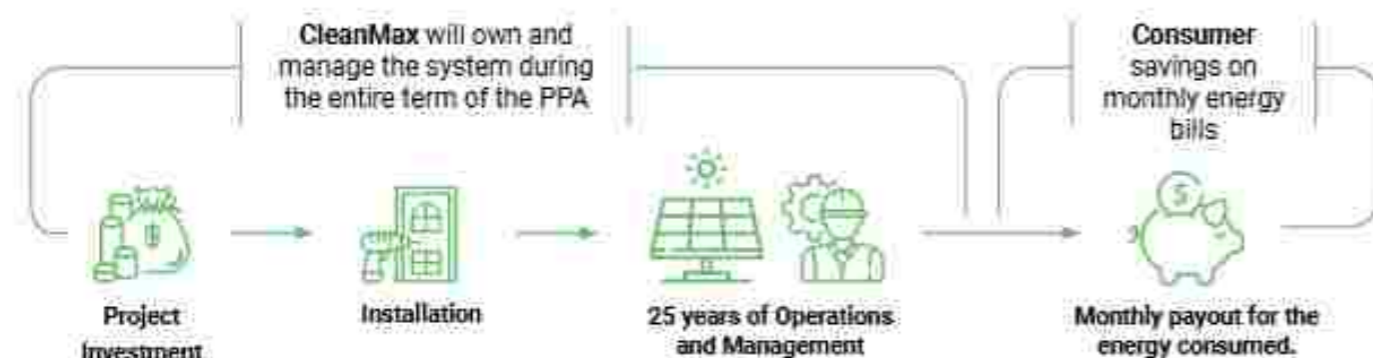 CleanMax will own and
manage the system during
the entire term of the PPA
Consumer
savings on
monthly energy
bills
$
Project
Investment
Installation
25 years of Operations
and Management
Monthly payout for the
energy consumed.